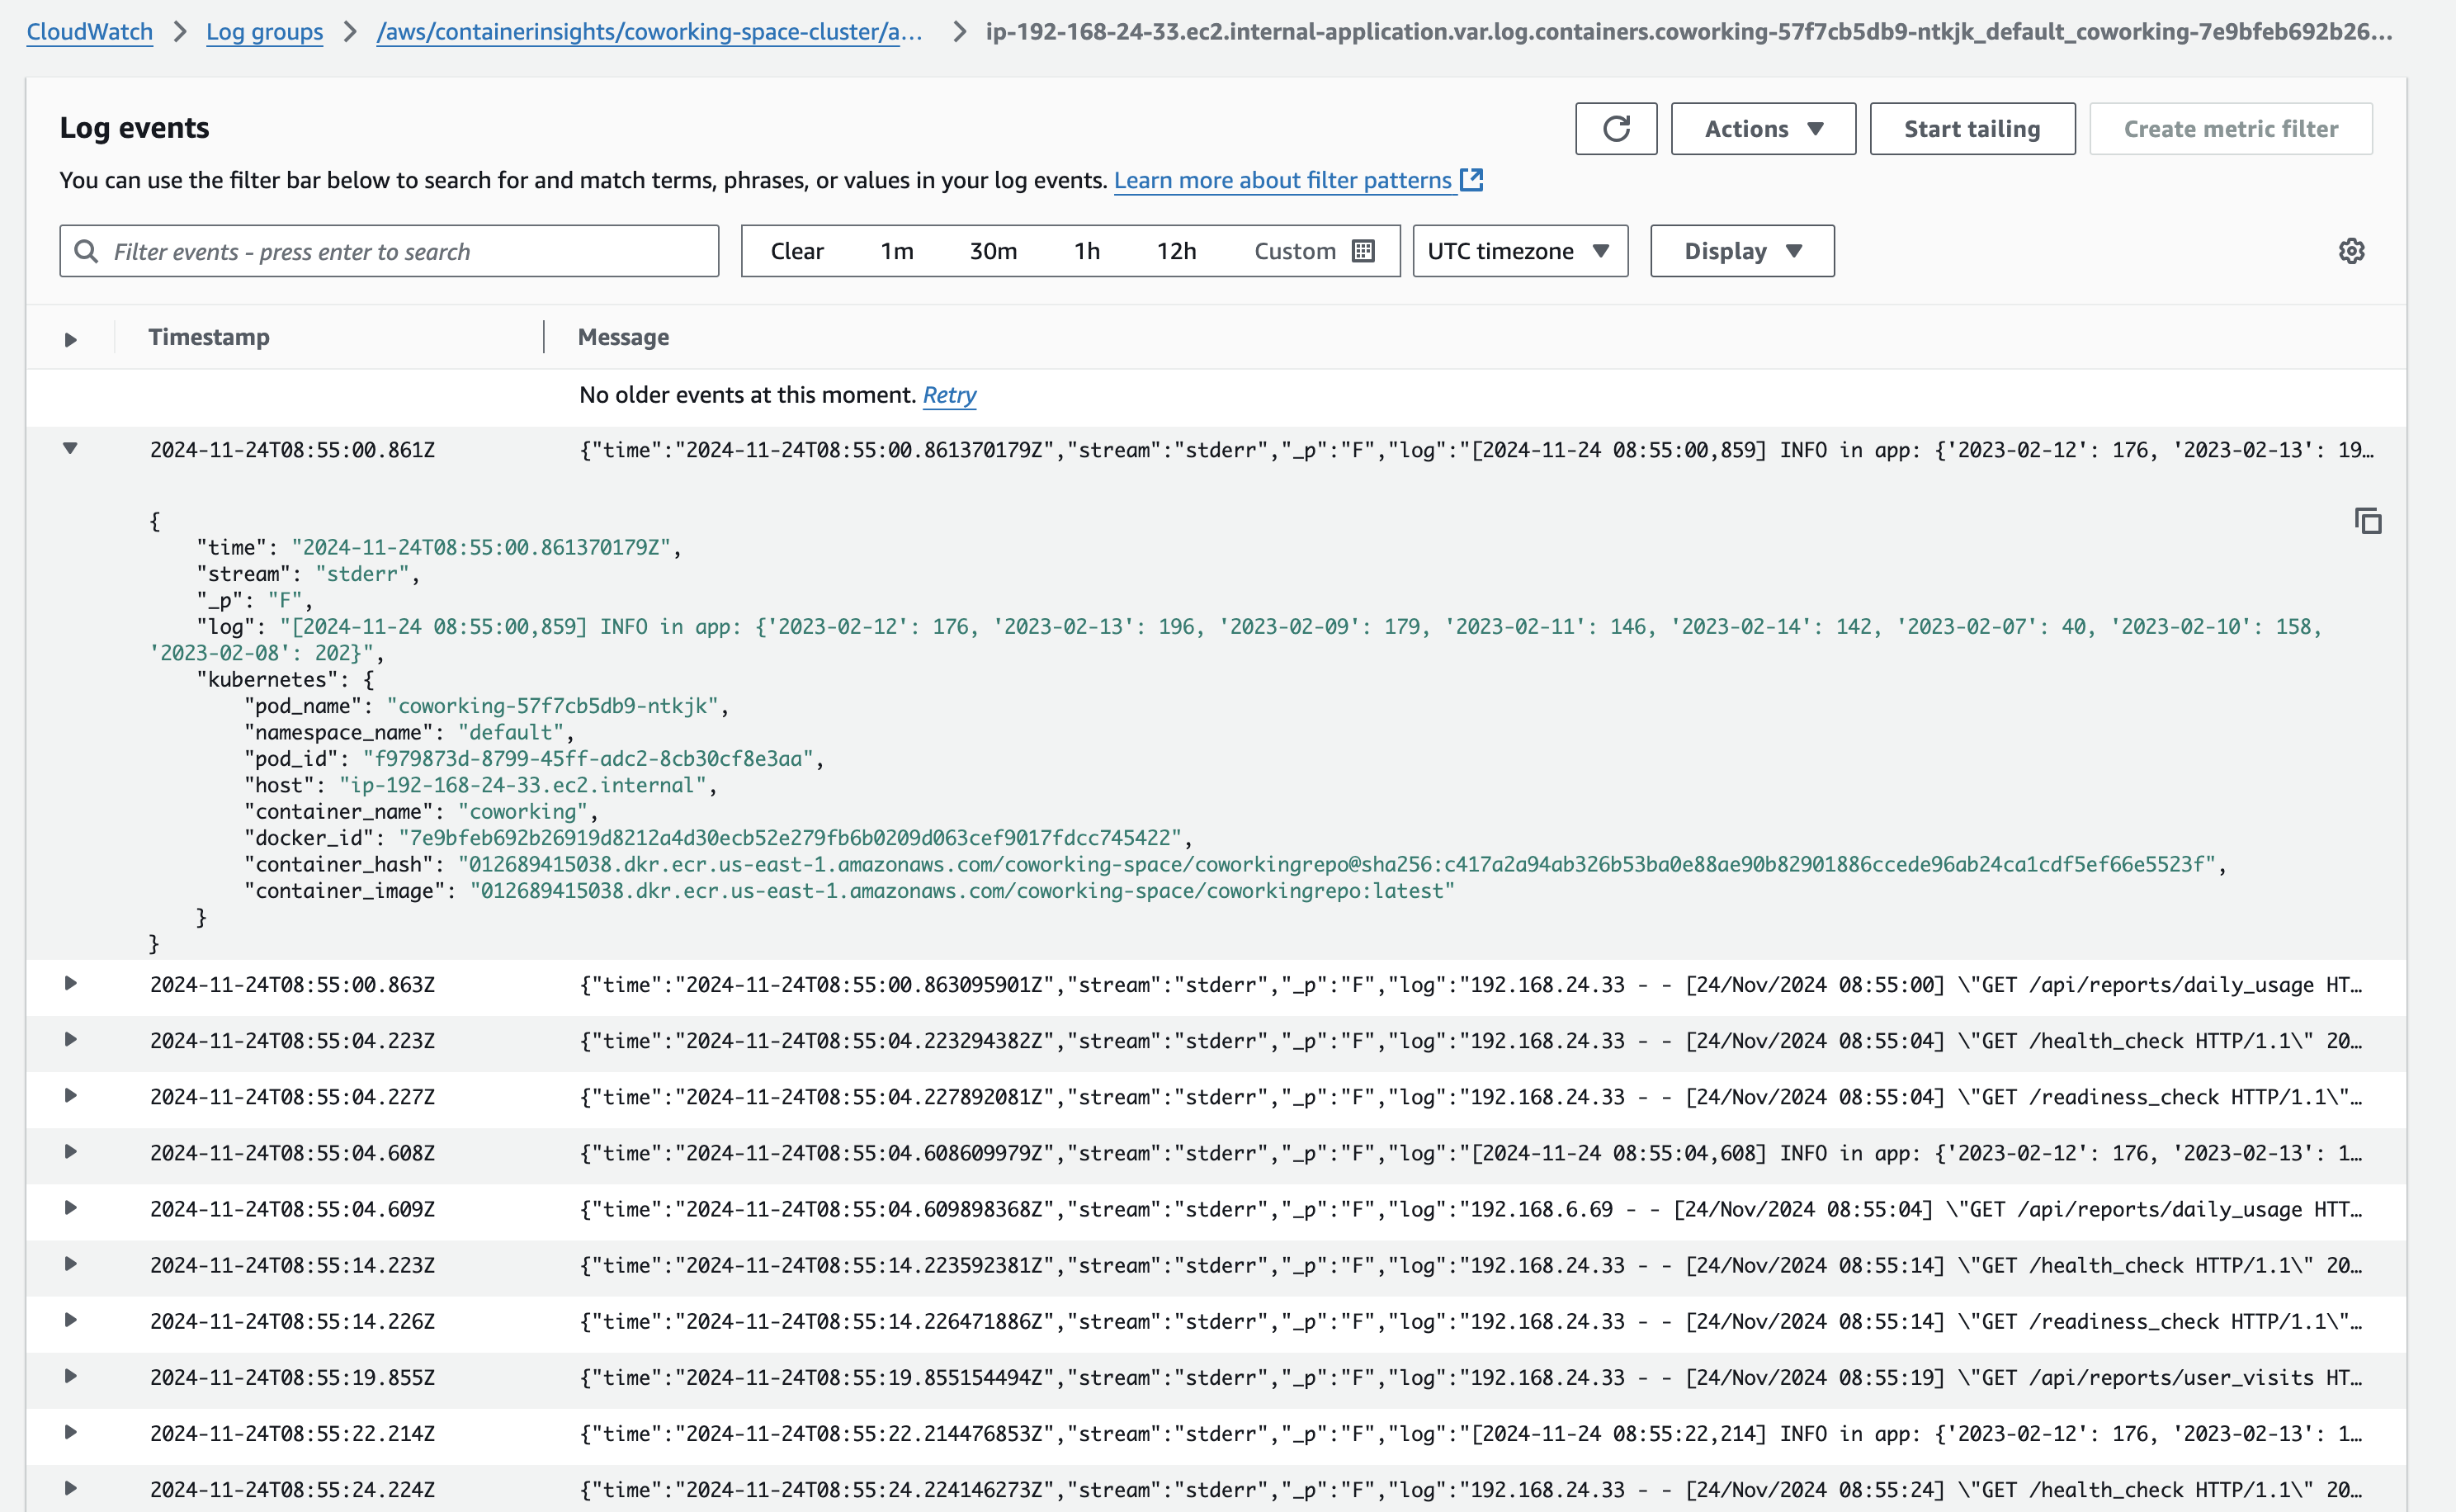 CloudWatch > Log groups > /aws/containerinsights/coworking-space-cluster/a... > ip-192-168-24-33.ec2.internal-application.var.log.containers.coworking-57f7cb5db9-ntkjk_default_coworking-7e9bfeb692b26...
Log events
Actions
Start tailing
Create metric filter
You can use the filter bar below to search for and match terms, phrases, or values in your log events. Learn more about filter patterns
Filter events - press enter to search
Clear 1m 30m 1h 12h Custom
UTC timezone
Display
Timestamp Message
No older events at this moment. Retry
2024-11-24T08:55:00.861Z {"time":"2024-11-24T08:55:00.861370179Z","stream":"stderr","_p":"F","log":"[2024-11-24 08:55:00,859] INFO in app: {'2023-02-12': 176, '2023-02-13': 19...
{
"time": "2024-11-24T08:55:00.861370179Z",
"stream": "stderr",
"_p": "F",
"log": "[2024-11-24 08:55:00,859] INFO in app: {'2023-02-12': 176, '2023-02-13': 196, '2023-02-09': 179, '2023-02-11': 146, '2023-02-14': 142, '2023-02-07': 40, '2023-02-10': 158,
'2023-02-08': 202}",
"kubernetes": {
"pod_name": "coworking-57f7cb5db9-ntkjk",
"namespace_name": "default",
"pod_id": "f979873d-8799-45ff-adc2-8cb30cf8e3aa",
"host": "ip-192-168-24-33.ec2.internal",
"container_name": "coworking",
"docker_id": "7e9bfeb692b26919d8212a4d30ecb52e279fb6b0209d063cef9017fdcc745422",
"container_hash": "012689415038.dkr.ecr.us-east-1.amazonaws.com/coworking-space/coworkingrepo@sha256:c417a2a94ab326b53ba0e88ae90b82901886ccede96ab24ca1cdf5ef66e5523f",
"container_image": "012689415038.dkr.ecr.us-east-1.amazonaws.com/coworking-space/coworkingrepo:latest"
}
}
2024-11-24T08:55:00.863Z {"time":"2024-11-24T08:55:00.863095901Z","stream":"stderr","_p":"F","log":"192.168.24.33 - - [24/Nov/2024 08:55:00] \"GET /api/reports/daily_usage HT...
2024-11-24T08:55:04.223Z {"time":"2024-11-24T08:55:04.223294382Z","stream":"stderr","_p":"F","log":"192.168.24.33 - - [24/Nov/2024 08:55:04] \"GET /health_check HTTP/1.1\" 20...
2024-11-24T08:55:04.227Z {"time":"2024-11-24T08:55:04.227892081Z","stream":"stderr","_p":"F","log":"192.168.24.33 - - [24/Nov/2024 08:55:04] \"GET /readiness_check HTTP/1.1\"...
2024-11-24T08:55:04.608Z {"time":"2024-11-24T08:55:04.608609979Z","stream":"stderr","_p":"F","log":"[2024-11-24 08:55:04,608] INFO in app: {'2023-02-12': 176, '2023-02-13': 1...
2024-11-24T08:55:04.609Z {"time":"2024-11-24T08:55:04.609898368Z","stream":"stderr","_p":"F","log":"192.168.6.69 - - [24/Nov/2024 08:55:04] \"GET /api/reports/daily_usage HTT...
2024-11-24T08:55:14.223Z {"time":"2024-11-24T08:55:14.223592381Z","stream":"stderr","_p":"F","log":"192.168.24.33 - - [24/Nov/2024 08:55:14] \"GET /health_check HTTP/1.1\" 20...
2024-11-24T08:55:14.226Z {"time":"2024-11-24T08:55:14.226471886Z","stream":"stderr","_p":"F","log":"192.168.24.33 - - [24/Nov/2024 08:55:14] \"GET /readiness_check HTTP/1.1\"...
2024-11-24T08:55:19.855Z {"time":"2024-11-24T08:55:19.855154494Z","stream":"stderr","_p":"F","log":"192.168.24.33 - - [24/Nov/2024 08:55:19] \"GET /api/reports/user_visits HT...
2024-11-24T08:55:22.214Z {"time":"2024-11-24T08:55:22.214476853Z","stream":"stderr","_p":"F","log":"[2024-11-24 08:55:22,214] INFO in app: {'2023-02-12': 176, '2023-02-13': 1...
2024-11-24T08:55:24.224Z {"time":"2024-11-24T08:55:24.224146273Z","stream":"stderr","_p":"F","log":"192.168.24.33 - - [24/Nov/2024 08:55:24] \"GET /health_check HTTP/1.1\" 20...